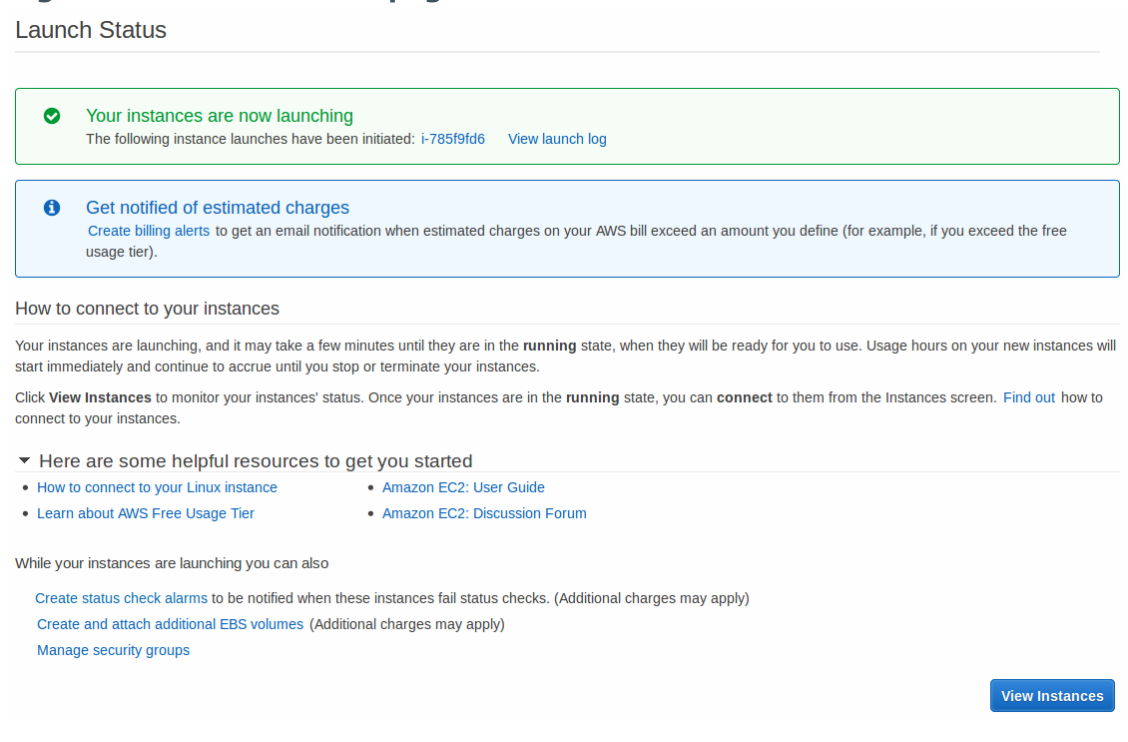 Launch Status
Your instances are now launching
The following instance launches have been initiated: i-785f9fd6 View launch log
Get notified of estimated charges
Create billing alerts to get an email notification when estimated charges on your AWS bill exceed an amount you define (for example, if you exceed the free
usage tier).
How to connect to your instances
Your instances are launching, and it may take a few minutes until they are in the running state, when they will be ready for you to use. Usage hours on your new instances will
start immediately and continue to accrue until you stop or terminate your instances.
Click View Instances to monitor your instances' status. Once your instances are in the running state, you can connect to them from the Instances screen. Find out how to
connect to your instances.
Here are some helpful resources to get you started
• How to connect to your Linux instance • Amazon EC2: User Guide
• Learn about AWS Free Usage Tier • Amazon EC2: Discussion Forum
While your instances are launching you can also
Create status check alarms to be notified when these instances fail status checks. (Additional charges may apply)
Create and attach additional EBS volumes (Additional charges may apply)
Manage security groups
View Instances